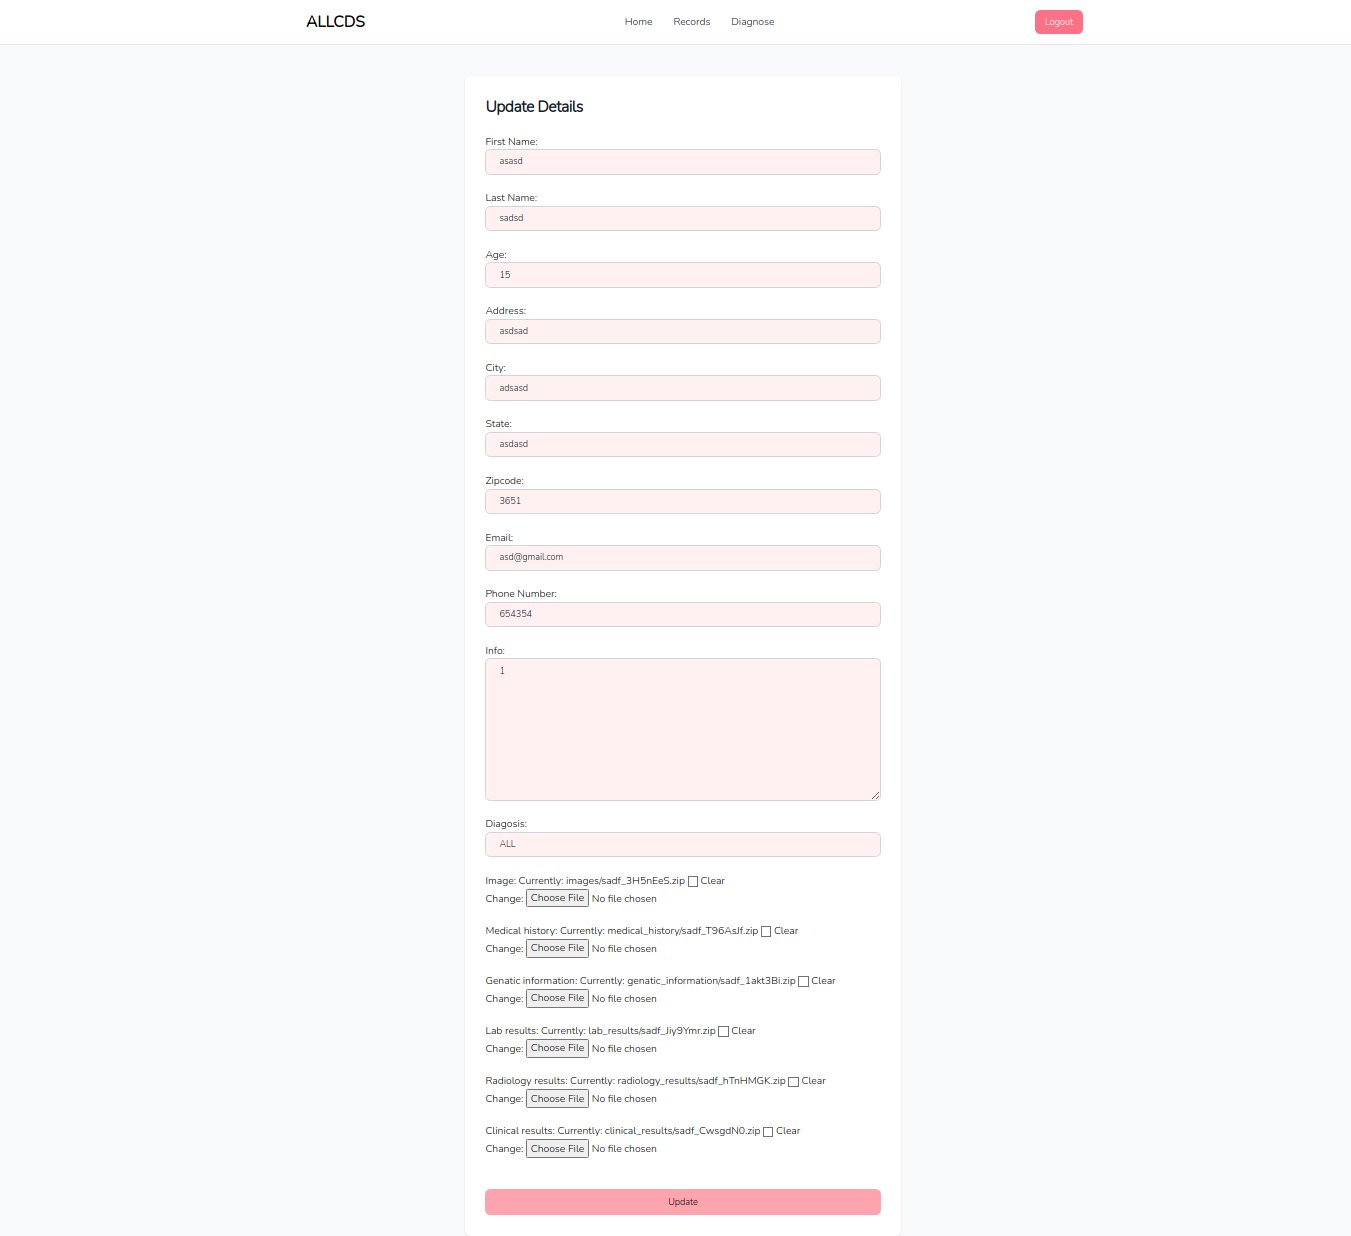 ALLCDS
Home Records Diagnose
Logout
Update Details
First Name:
asasd
Last Name:
sadsd
Age:
15
Address:
asdsad
City:
adsasd
State:
asdasd
Zipcode:
3651
Email:
asd@gmail.com
Phone Number:
654354
Info:
1
Diagosis:
ALL
Image: Currently: images/sadf_3H5nEeS.zip Clear
Change: Choose File No file chosen
Medical history: Currently: medical_history/sadf_T96AsJf.zip Clear
Change: Choose File No file chosen
Genatic information: Currently: genatic_information/sadf_1akt3Bi.zip Clear
Change: Choose File No file chosen
Lab results: Currently: lab_results/sadf_Jiy9Ymr.zip Clear
Change: Choose File No file chosen
Radiology results: Currently: radiology_results/sadf_hTnHMGK.zip Clear
Change: Choose File No file chosen
Clinical results: Currently: clinical_results/sadf_CwsgdN0.zip Clear
Change: Choose File No file chosen
Update